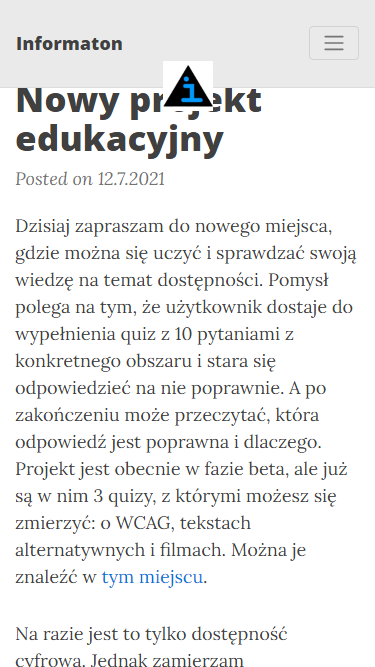 Informaton
i
Nowy projekt
edukacyjny
Posted on 12.7.2021
Dzisiaj zapraszam do nowego miejsca,
gdzie można się uczyć i sprawdzać swoją
wiedzę na temat dostępności. Pomysł
polega na tym, że użytkownik dostaje do
wypełnienia quiz z 10 pytaniami z
konkretnego obszaru i stara się
odpowiedzieć na nie poprawnie. A po
zakończeniu może przeczytać, która
odpowiedź jest poprawna i dlaczego.
Projekt jest obecnie w fazie beta, ale już
są w nim 3 quizy, z którymi możesz się
zmierzyć: o WCAG, tekstach
alternatywnych i filmach. Można je
znaleźć w tym miejscu.
Na razie jest to tylko dostępność
cyfrowa. Jednak zamierzam